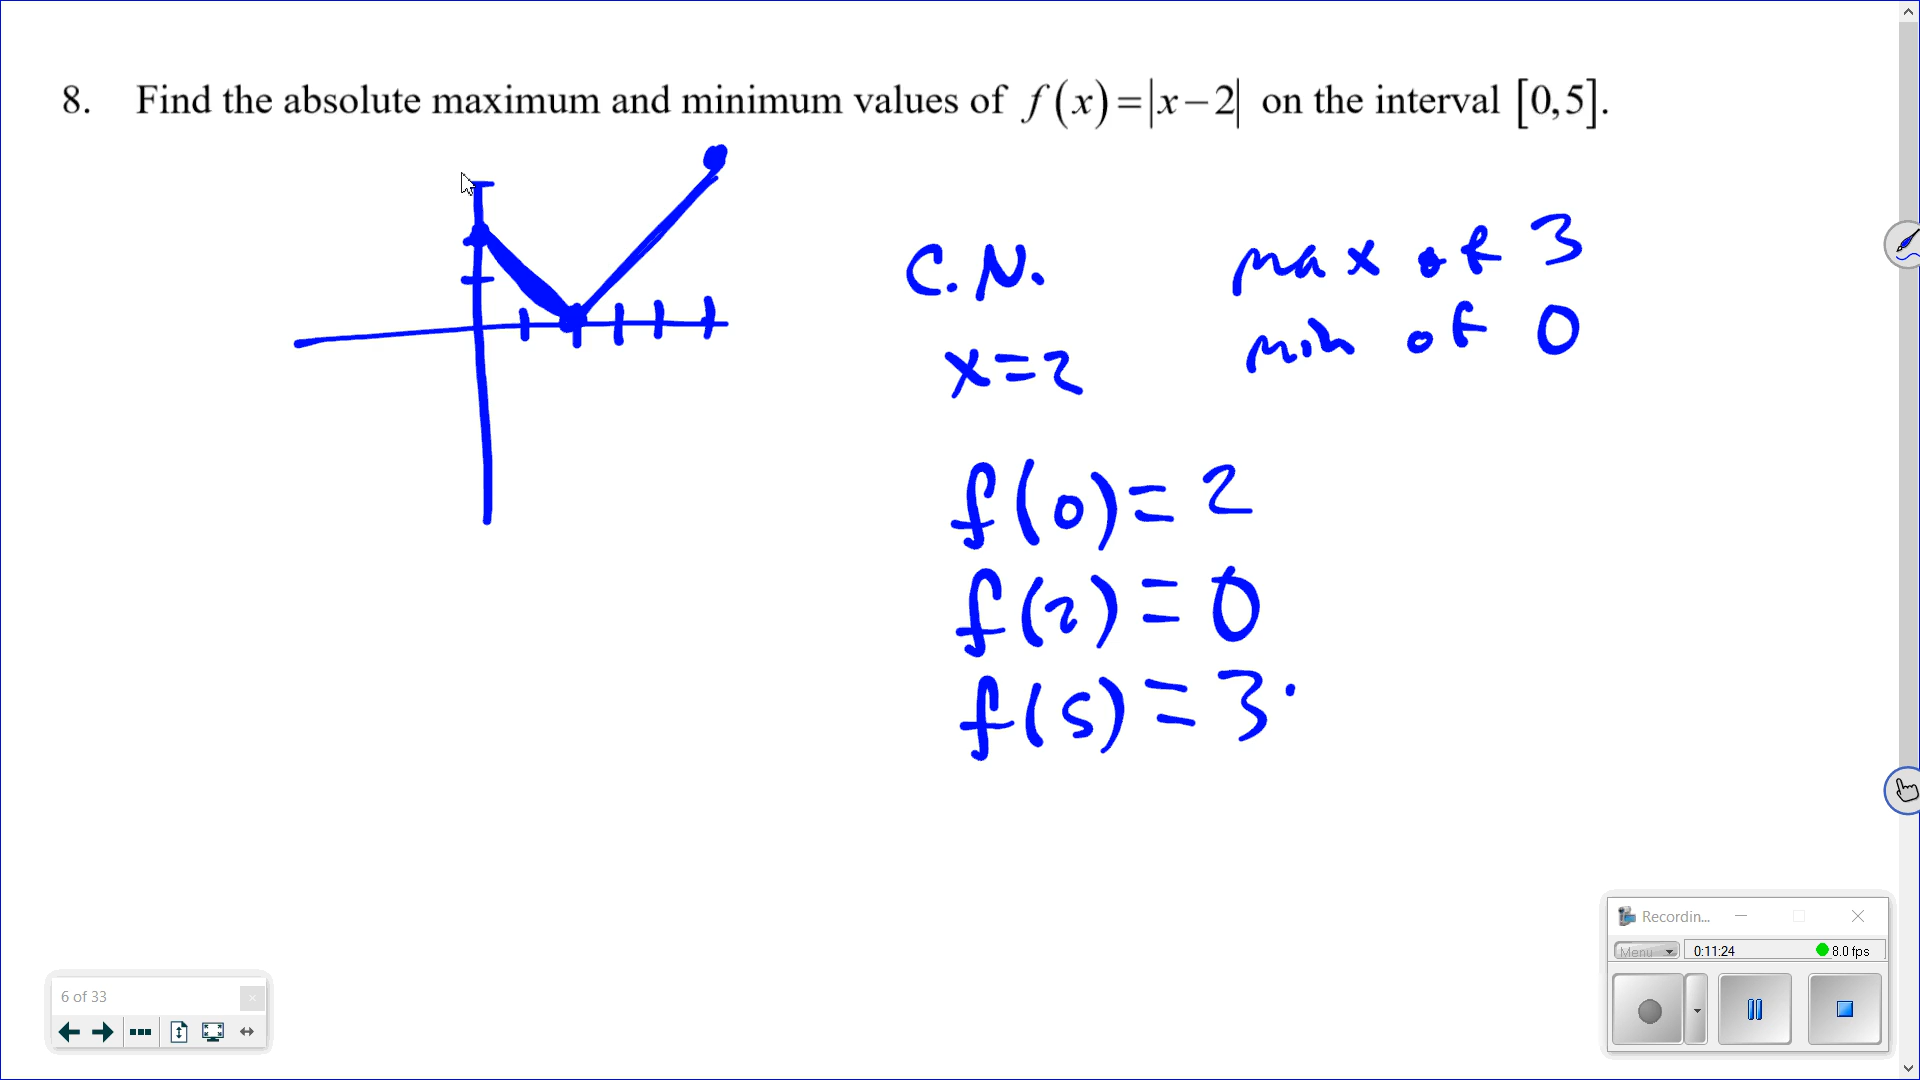 8. Find the absolute maximum and minimum values of f(x)=|x−2| on the interval [0,5].
C.N.
x=2
max of 3
min of 0
f(0)=2
f(2)=0
f(5)=3
6 of 33
Recordin...
Menu
0:11:24
8.0 fps